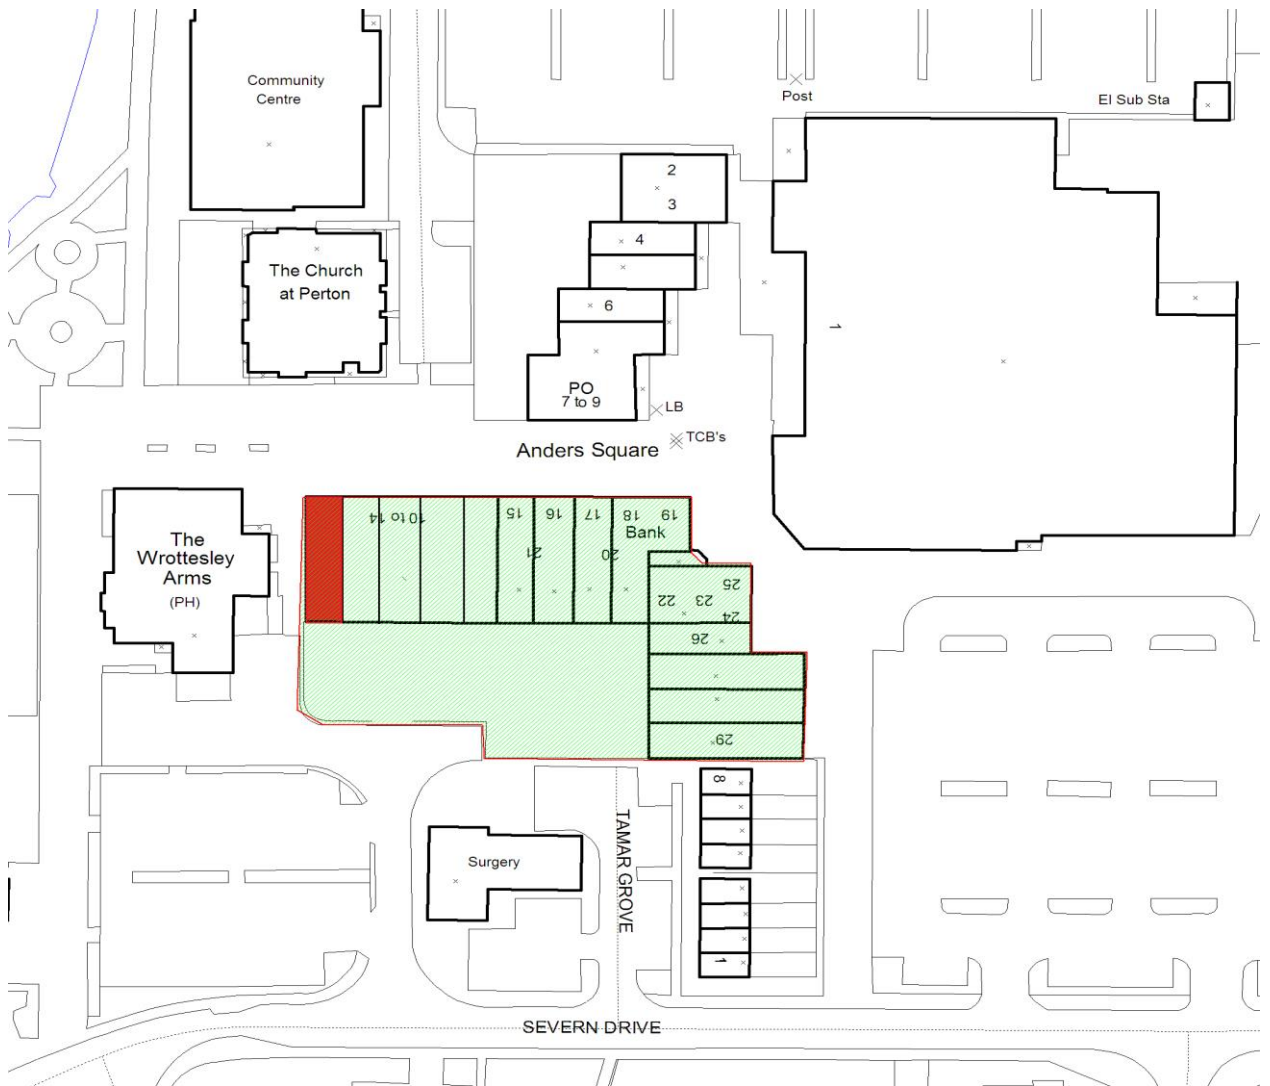 Community
Centre
Post
El Sub Sta
2
3
4
The Church
at Perton
6
1
PO
7 to 9
LB
TCB's
Anders Square
The
Wrottesley
Arms
(PH)
10 to 14
15
16
17
18
19
Bank
21
20
25
22
23
24
26
29
8
TAMAR GROVE
Surgery
1
SEVERN DRIVE